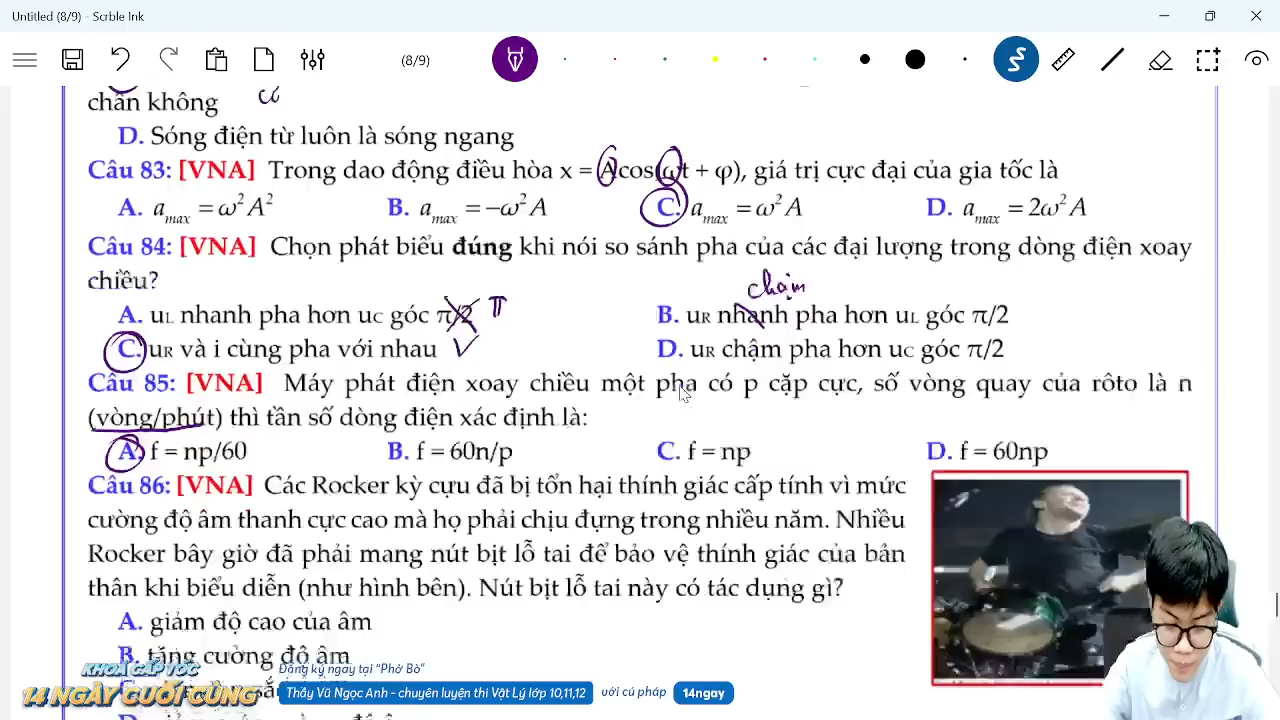 Untitled (8/9) - Scrble Ink
(8/9)
chân không
D. Sóng điện từ luôn là sóng ngang
Câu 83: [VNA] Trong dao động điều hòa x = Acos(ωt + φ), giá trị cực đại của gia tốc là
A. a_max = ω²A² B. a_max = −ω²A C. a_max = ω²A D. a_max = 2ω²A
Câu 84: [VNA] Chọn phát biểu đúng khi nói so sánh pha của các đại lượng trong dòng điện xoay
chiều?
chậm
A. uL nhanh pha hơn uC góc π/2 π B. uR nhanh pha hơn uL góc π/2
C. uR và i cùng pha với nhau D. uR chậm pha hơn uC góc π/2
Câu 85: [VNA] Máy phát điện xoay chiều một pha có p cặp cực, số vòng quay của rôto là n
(vòng/phút) thì tần số dòng điện xác định là:
A. f = np/60 B. f = 60n/p C. f = np D. f = 60np
Câu 86: [VNA] Các Rocker kỳ cựu đã bị tổn hại thính giác cấp tính vì mức
cường độ âm thanh cực cao mà họ phải chịu đựng trong nhiều năm. Nhiều
Rocker bây giờ đã phải mang nút bịt lỗ tai để bảo vệ thính giác của bản
thân khi biểu diễn (như hình bên). Nút bịt lỗ tai này có tác dụng gì?
A. giảm độ cao của âm
B. tăng cường độ âm
KHOÁ CẤP TỐC
14 NGÀY CUỐI CÙNG
Đăng ký ngay tại "Phở Bò"
Thầy Vũ Ngọc Anh - chuyên luyện thi Vật Lý lớp 10,11,12 với cú pháp 14ngay